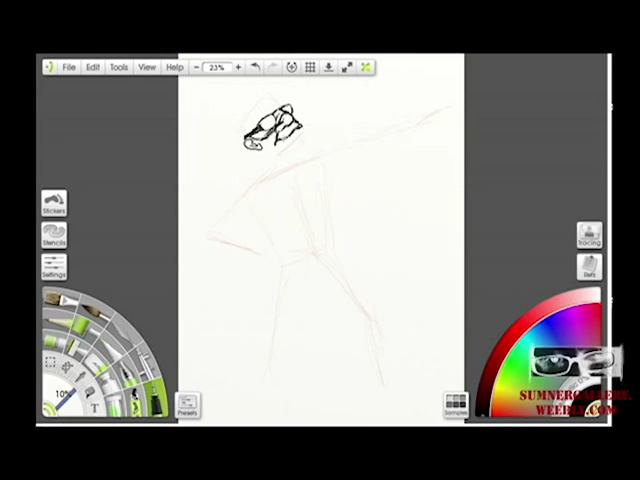 File Edit Tools View Help 23%
Stickers
Stencils
Settings
Tracing
Refs
10%
T
Presets
Samples
SUMNERGALLERY.
WEEBLY.COM